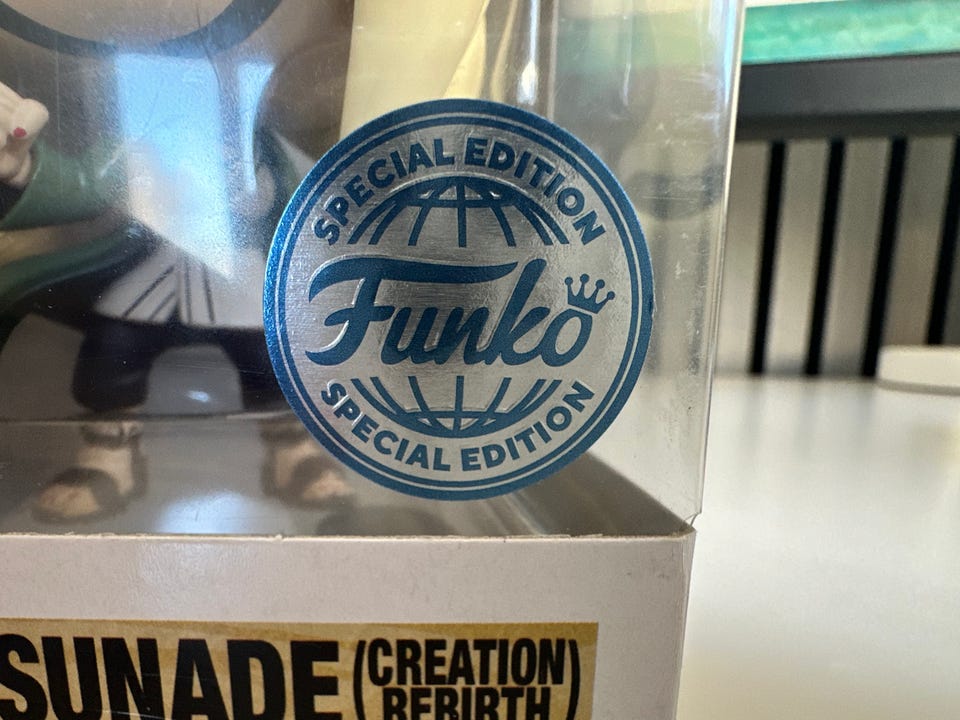 SPECIAL EDITION
Funko
SPECIAL EDITION
SUNADE (CREATION
REBIRTH)